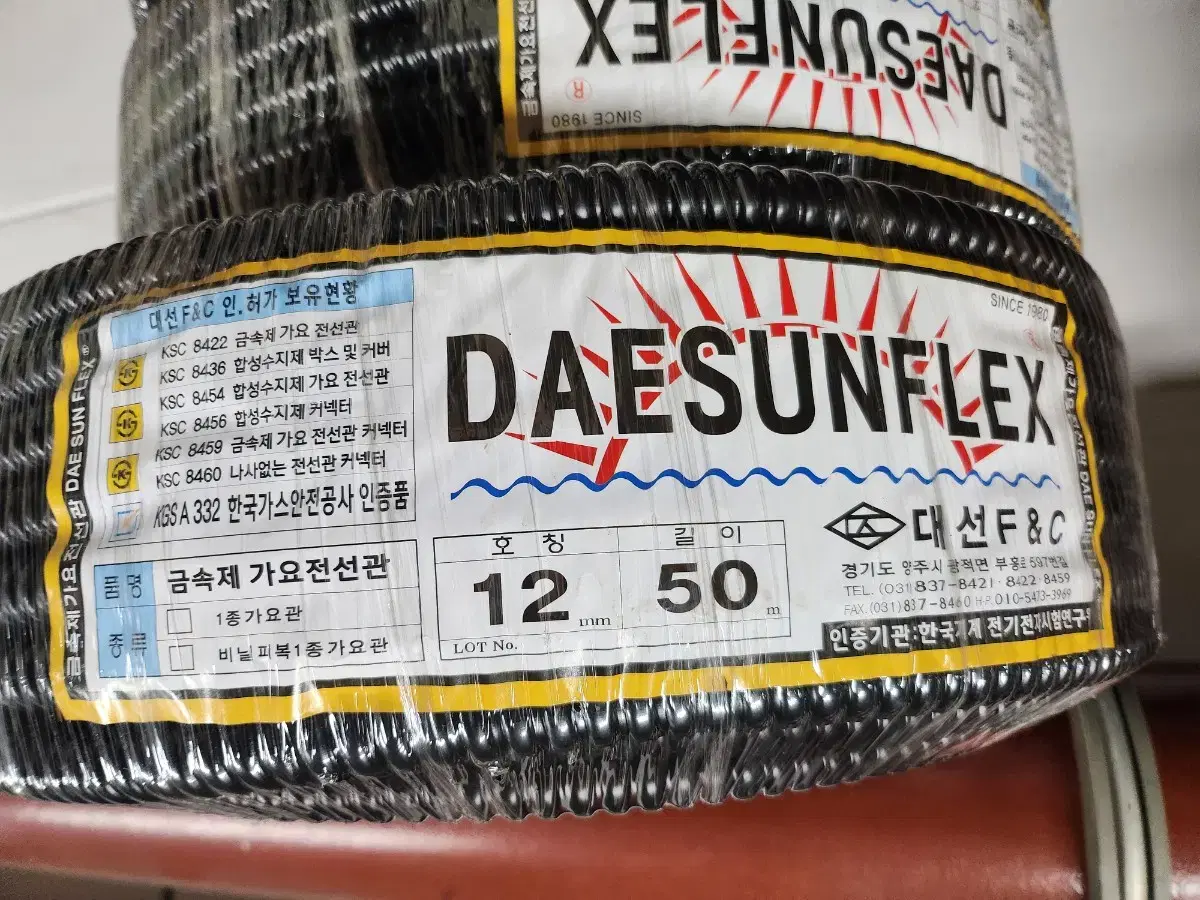 DAESUNFLEX
®
SINCE 1980
금속제가요전선
금속제가요전선관 DAE SUN FLEX ®
대선F&C 인.허가 보유현황
KSC 8422 금속제 가요 전선관
KSC 8436 합성수지제 박스 및 커버
KSC 8454 합성수지제 가요 전선관
KSC 8456 합성수지제 커넥터
KSC 8459 금속제 가요 전선관 커넥터
KSC 8460 나사없는 전선관 커넥터
KGS A 332 한국가스안전공사 인증품
품명 금속제 가요전선관
종류 1종가요관
비닐피복1종가요관
SINCE 1980
DAESUNFLEX
호칭 길이
12 mm 50 m
LOT No.
대선F&C
경기도 양주시 광적면 부흥로 597번길
TEL. (031) 837-8421 · 8422 · 8459
FAX. (031) 837-8460 H.P. 010-5473-3969
인증기관:한국기계 전기전자시험연구